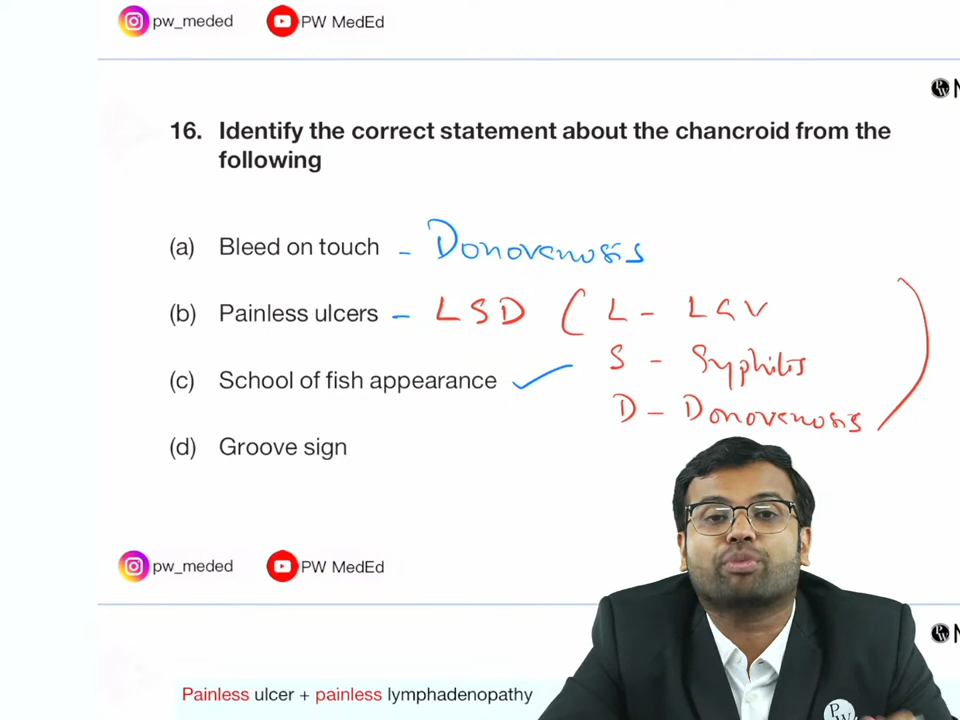 pw_meded PW MedEd
16. Identify the correct statement about the chancroid from the
following
(a) Bleed on touch - Donovenosis
(b) Painless ulcers - LSD ( L - LGV
S - Syphilis
(c) School of fish appearance
D - Donovenosis )
(d) Groove sign
pw_meded PW MedEd
Painless ulcer + painless lymphadenopathy
PW